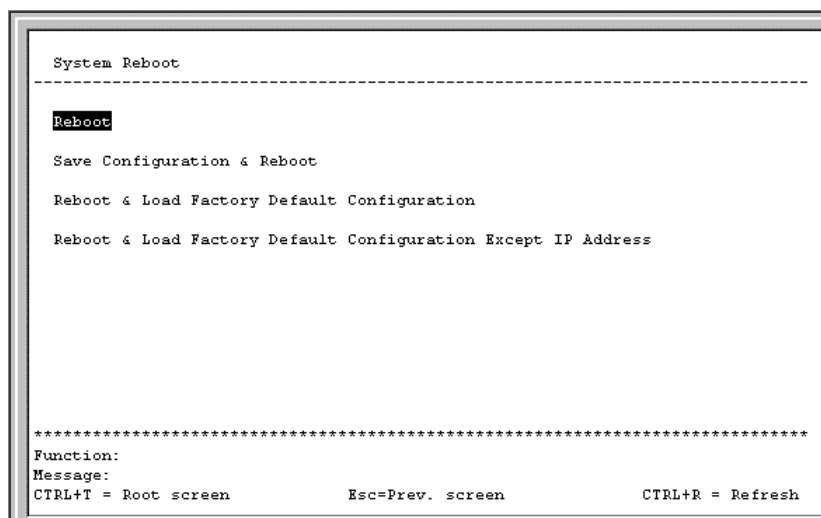 System Reboot
--------------------------------------------------------------------------------
Reboot
Save Configuration & Reboot
Reboot & Load Factory Default Configuration
Reboot & Load Factory Default Configuration Except IP Address
********************************************************************************
Function:
Message:
CTRL+T = Root screen Esc=Prev. screen CTRL+R = Refresh